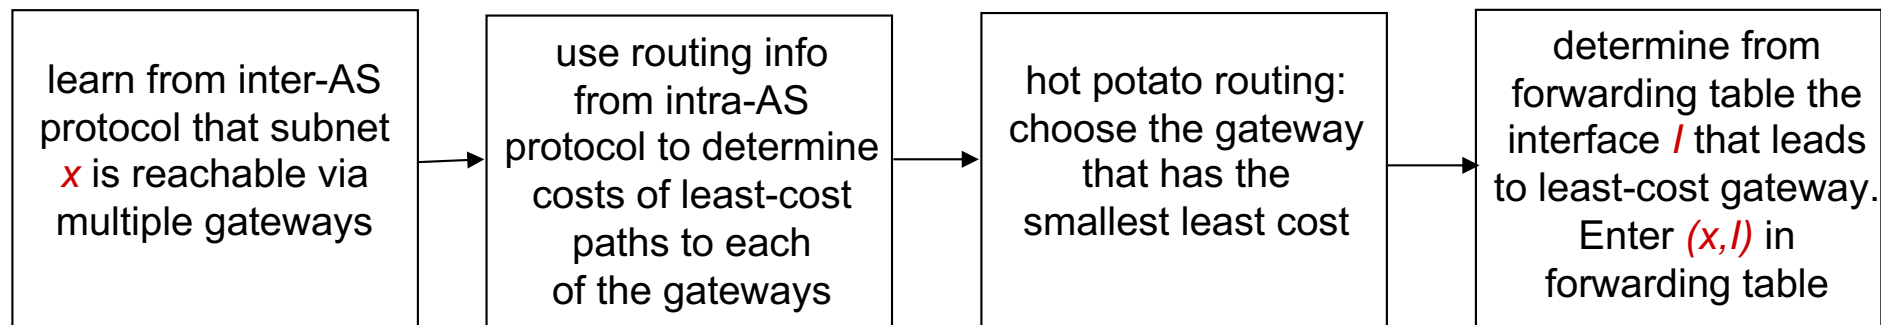 learn from inter-AS
protocol that subnet
x is reachable via
multiple gateways
use routing info
from intra-AS
protocol to determine
costs of least-cost
paths to each
of the gateways
hot potato routing:
choose the gateway
that has the
smallest least cost
determine from
forwarding table the
interface I that leads
to least-cost gateway.
Enter (x,I) in
forwarding table